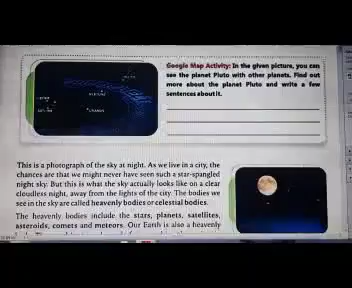 Google Map Activity: In the given picture, you can
see the planet Pluto with other planets. Find out
more about the planet Pluto and write a few
sentences about it.
This is a photograph of the sky at night. As we live in a city, the
chances are that we might never have seen such a star-spangled
night sky. But this is what the sky actually looks like on a clear
cloudless night, away from the lights of the city. The bodies we
see in the sky are called heavenly bodies or celestial bodies.
The heavenly bodies include the stars, planets, satellites,
asteroids, comets and meteors. Our Earth is also a heavenly